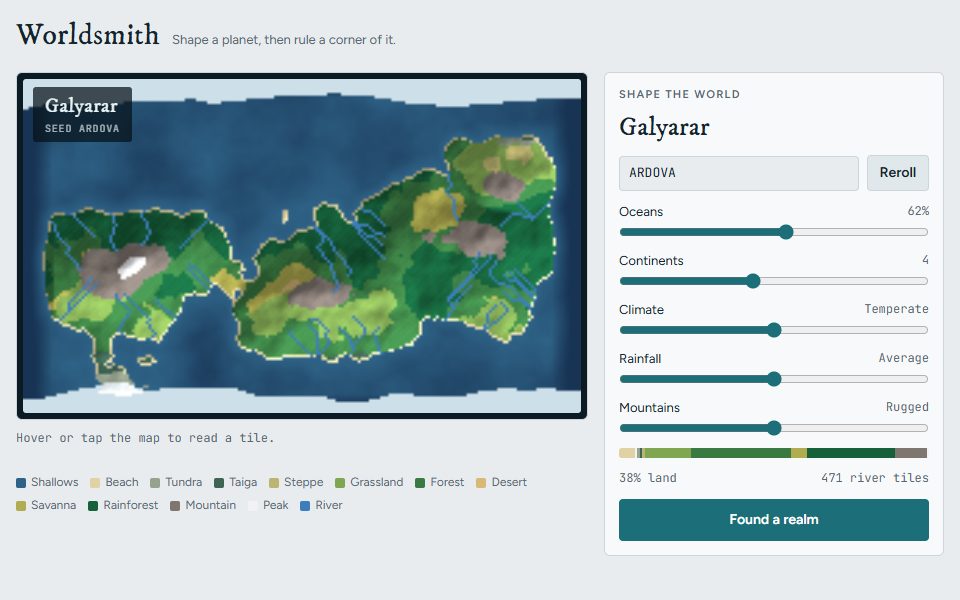 Worldsmith Shape a planet, then rule a corner of it.
Galyarar
SEED ARDOVA
Hover or tap the map to read a tile.
Shallows Beach Tundra Taiga Steppe Grassland Forest Desert
Savanna Rainforest Mountain Peak River
SHAPE THE WORLD
Galyarar
ARDOVA Reroll
Oceans 62%
Continents 4
Climate Temperate
Rainfall Average
Mountains Rugged
38% land 471 river tiles
Found a realm